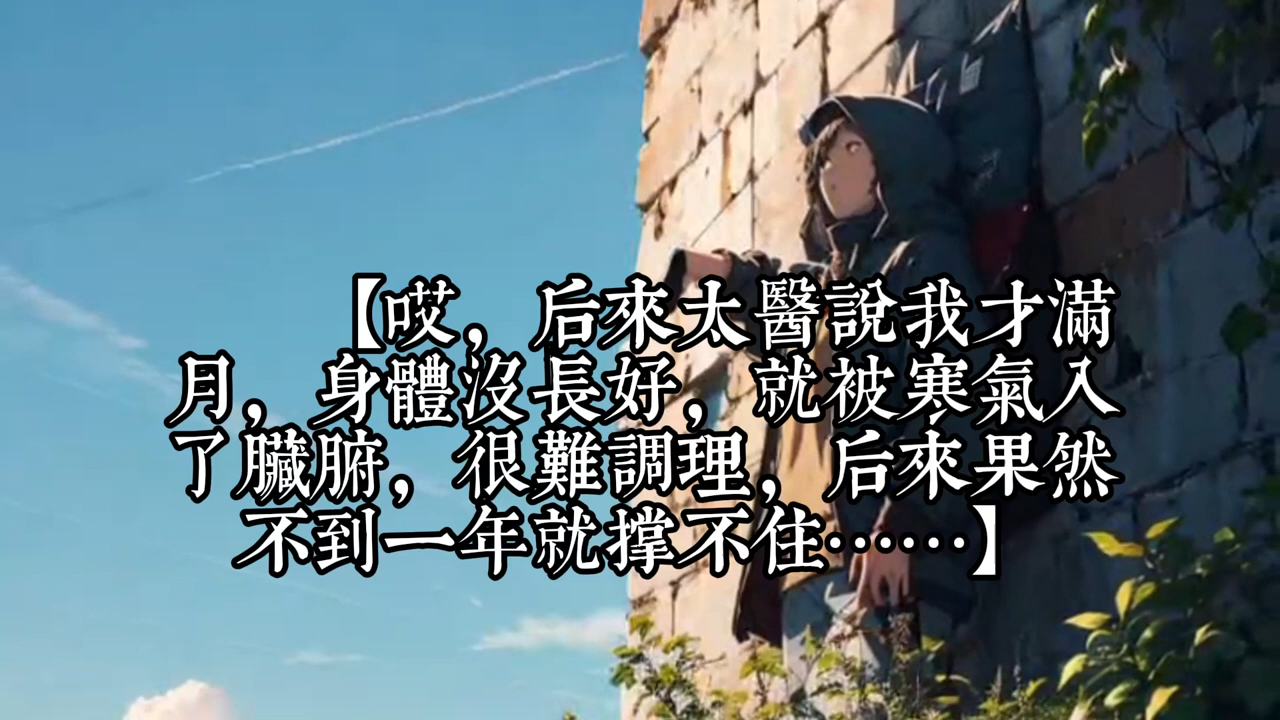 【哎，后來太醫說我才滿
月，身體沒長好，就被寒氣入
了臟腑，很難調理，后來果然
不到一年就撐不住……】